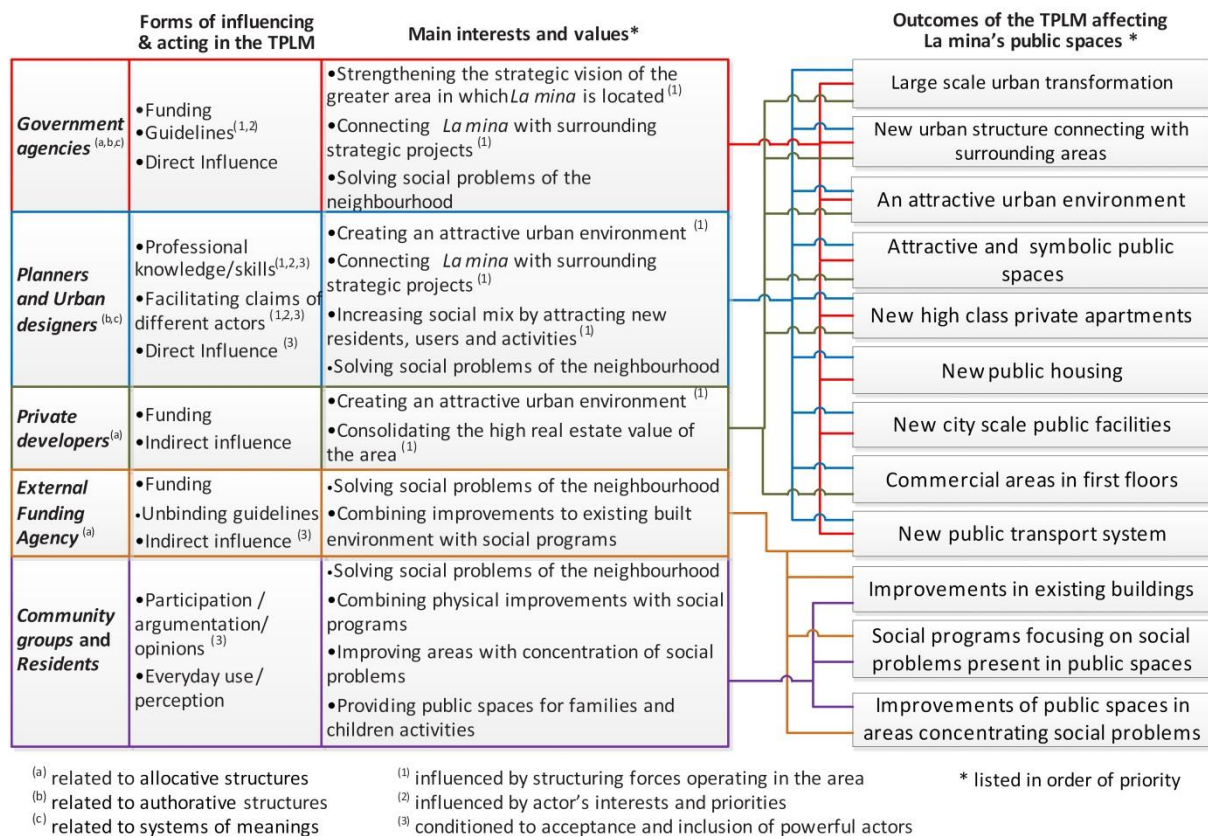 Forms of influencing
& acting in the TPLM
Main interests and values*
Outcomes of the TPLM affecting
La mina's public spaces *
Government
agencies (a,b,c)
•Funding
•Guidelines(1,2)
•Direct Influence
•Strengthening the strategic vision of the
greater area in which La mina is located (1)
•Connecting La mina with surrounding
strategic projects (1)
•Solving social problems of the
neighbourhood
Planners
and Urban
designers (b,c)
•Professional
knowledge/skills(1,2,3)
•Facilitating claims of
different actors (1,2,3)
•Direct Influence (3)
•Creating an attractive urban environment (1)
•Connecting La mina with surrounding
strategic projects (1)
•Increasing social mix by attracting new
residents, users and activities(1)
•Solving social problems of the neighbourhood
Private
developers(a)
•Funding
•Indirect influence
•Creating an attractive urban environment (1)
•Consolidating the high real estate value of
the area (1)
External
Funding
Agency (a)
•Funding
•Unbinding guidelines
•Indirect influence (3)
•Solving social problems of the neighbourhood
•Combining improvements to existing built
environment with social programs
Community
groups and
Residents
•Participation /
argumentation/
opinions (3)
•Everyday use/
perception
•Solving social problems of the neighbourhood
•Combining physical improvements with social
programs
•Improving areas with concentration of social
problems
•Providing public spaces for families and
children activities
Large scale urban transformation
New urban structure connecting with
surrounding areas
An attractive urban environment
Attractive and symbolic public
spaces
New high class private apartments
New public housing
New city scale public facilities
Commercial areas in first floors
New public transport system
Improvements in existing buildings
Social programs focusing on social
problems present in public spaces
Improvements of public spaces in
areas concentrating social problems
(a) related to allocative structures
(b) related to authorative structures
(c) related to systems of meanings
(1) influenced by structuring forces operating in the area
(2) influenced by actor's interests and priorities
(3) conditioned to acceptance and inclusion of powerful actors
* listed in order of priority